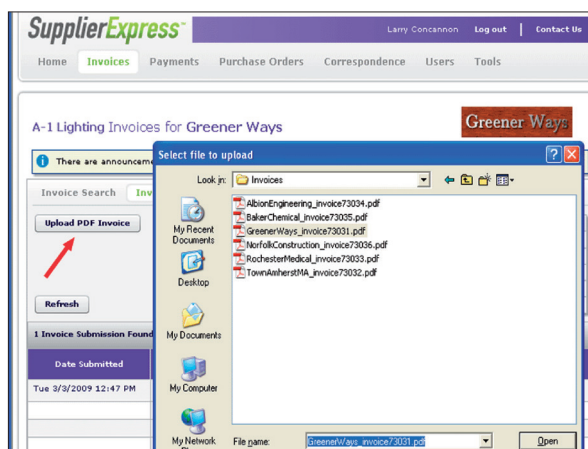 SupplierExpress
Larry Concannon Log out Contact Us
Home Invoices Payments Purchase Orders Correspondence Users Tools
A-1 Lighting Invoices for Greener Ways
Greener Ways
There are announceme
Invoice Search Inv
Upload PDF Invoice
Refresh
1 Invoice Submission Found
Date Submitted
Tue 3/3/2009 12:47 PM
Select file to upload
Look in: Invoices
My Recent
Documents
Desktop
My Documents
My Computer
My Network
AlbionEngineering_invoice73034.pdf
BakerChemical_invoice73035.pdf
GreenerWays_invoice73031.pdf
NorfolkConstruction_invoice73036.pdf
RochesterMedical_invoice73033.pdf
TownAmherstMA_invoice73032.pdf
File name: GreenerWays_invoice73031.pdf Open